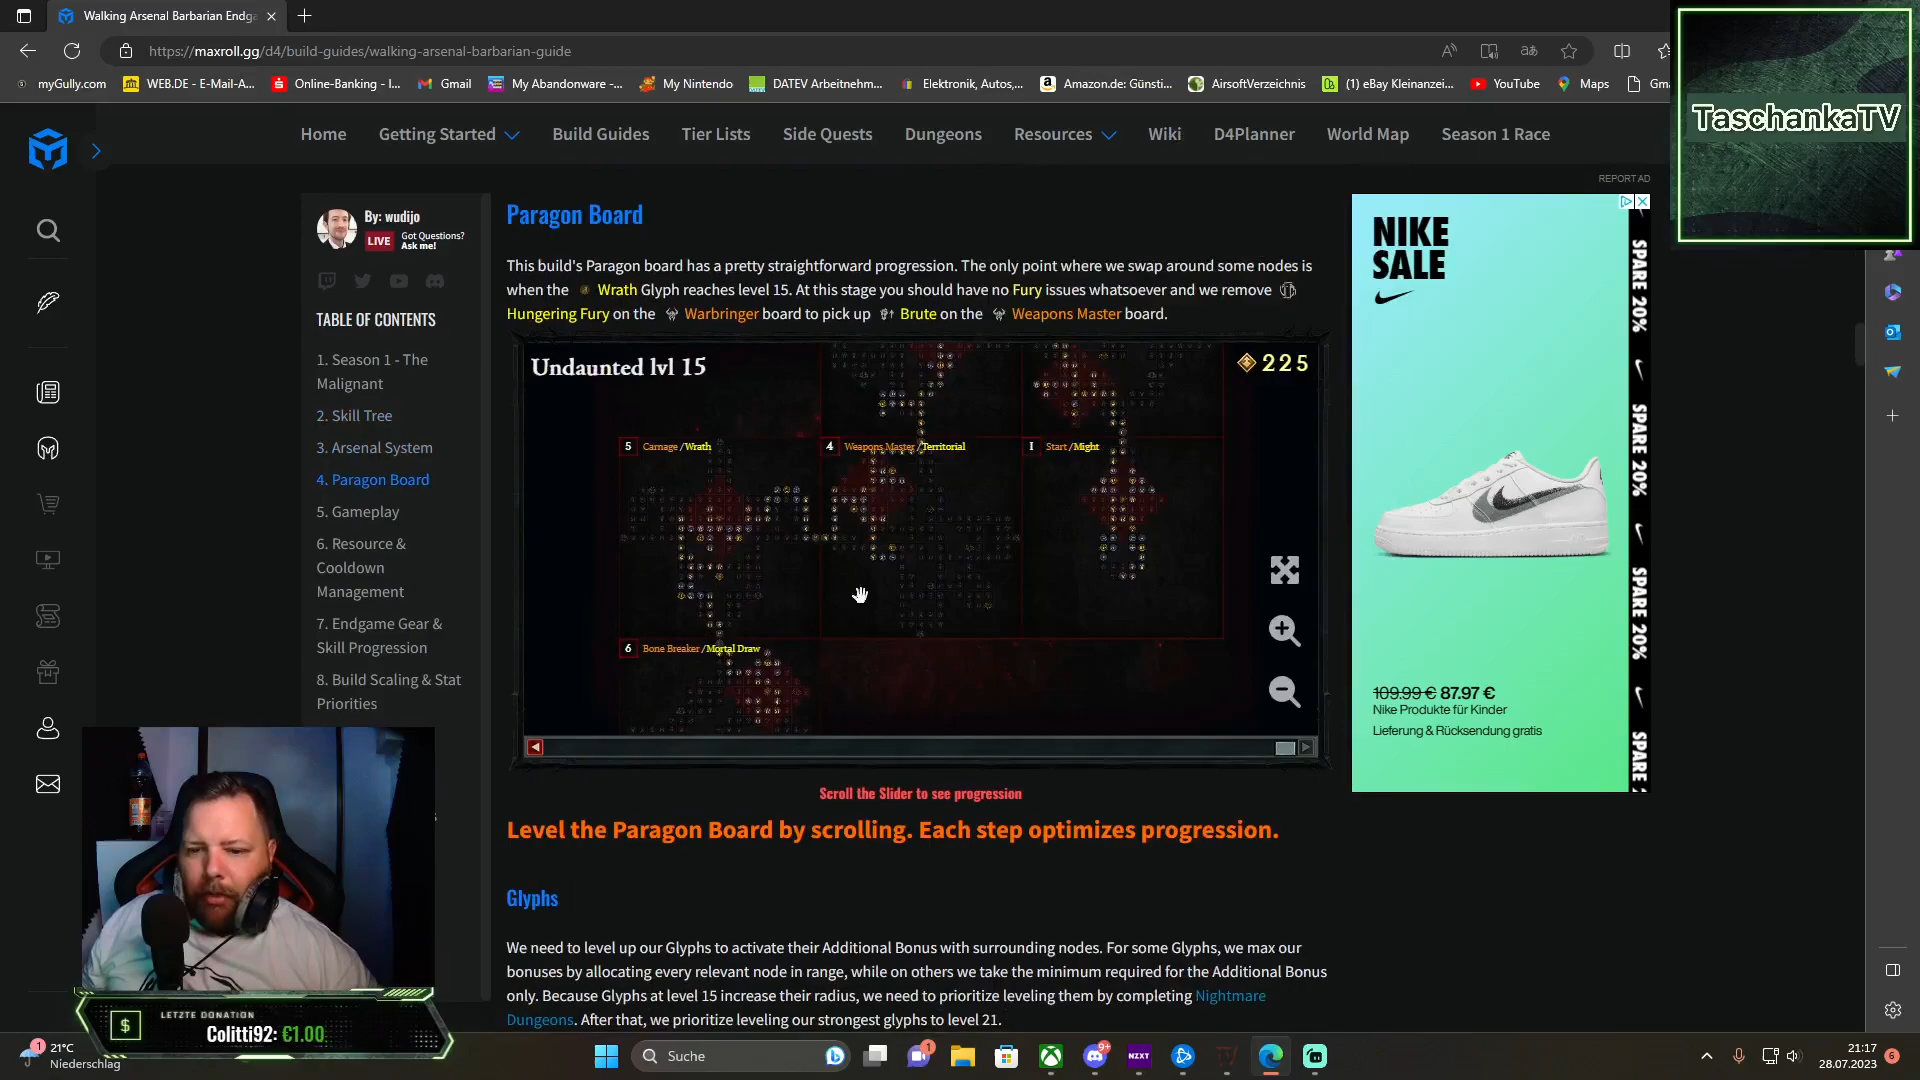 Walking Arsenal Barbarian Endga
https://maxroll.gg/d4/build-guides/walking-arsenal-barbarian-guide
myGully.com
WEB.DE - E-Mail-A...
Online-Banking - I...
Gmail
My Abandonware -...
My Nintendo
DATEV Arbeitnehm...
Elektronik, Autos,...
Amazon.de: Günsti...
AirsoftVerzeichnis
(1) eBay Kleinanzei...
YouTube
Maps
TaschankaTV
Home
Getting Started
Build Guides
Tier Lists
Side Quests
Dungeons
Resources
Wiki
D4Planner
World Map
Season 1 Race
REPORT AD
By: wudijo
LIVE
Got Questions?
Ask me!
TABLE OF CONTENTS
1. Season 1 - The
Malignant
2. Skill Tree
3. Arsenal System
4. Paragon Board
5. Gameplay
6. Resource &
Cooldown
Management
7. Endgame Gear &
Skill Progression
8. Build Scaling & Stat
Priorities
Paragon Board
This build's Paragon board has a pretty straightforward progression. The only point where we swap around some nodes is
when the Wrath Glyph reaches level 15. At this stage you should have no Fury issues whatsoever and we remove
Hungering Fury on the Warbringer board to pick up Brute on the Weapons Master board.
Undaunted lvl 15
225
5 Carnage /Wrath
4 Weapons Master /Territorial
1 Start /Might
6 Bone Breaker /Mortal Draw
Scroll the Slider to see progression
Level the Paragon Board by scrolling. Each step optimizes progression.
Glyphs
We need to level up our Glyphs to activate their Additional Bonus with surrounding nodes. For some Glyphs, we max our
bonuses by allocating every relevant node in range, while on others we take the minimum required for the Additional Bonus
only. Because Glyphs at level 15 increase their radius, we need to prioritize leveling them by completing Nightmare
Dungeons. After that, we prioritize leveling our strongest glyphs to level 21.
NIKE
SALE
109.99 € 87.97 €
Nike Produkte für Kinder
Lieferung & Rücksendung gratis
SPARE 20%
SPARE 20%
SPARE 20%
LETZTE DONATION
$
Colitti92: €1.00
1
21°C
Niederschlag
Suche
1
9+
NZXT
21:17
28.07.2023
6